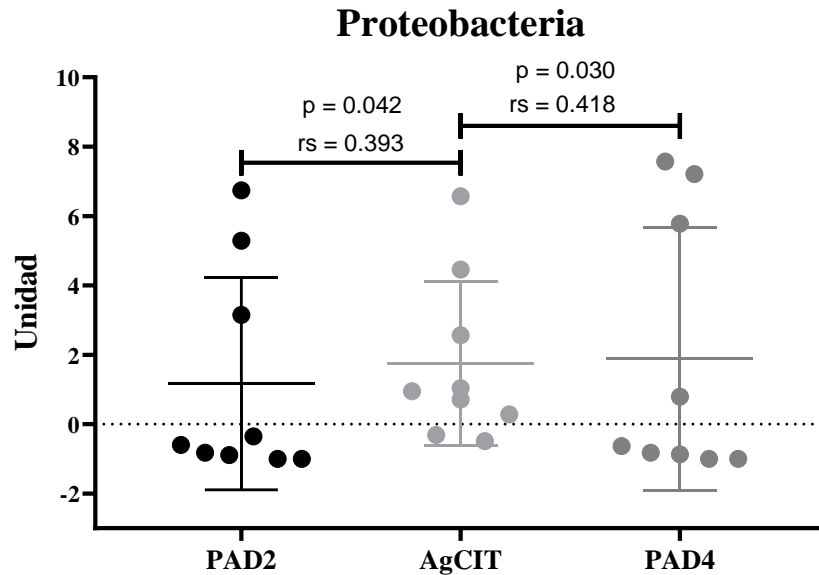 Proteobacteria
p = 0.030
rs = 0.418
p = 0.042
rs = 0.393
Unidad
10
8
6
4
2
0
-2
PAD2
AgCIT
PAD4